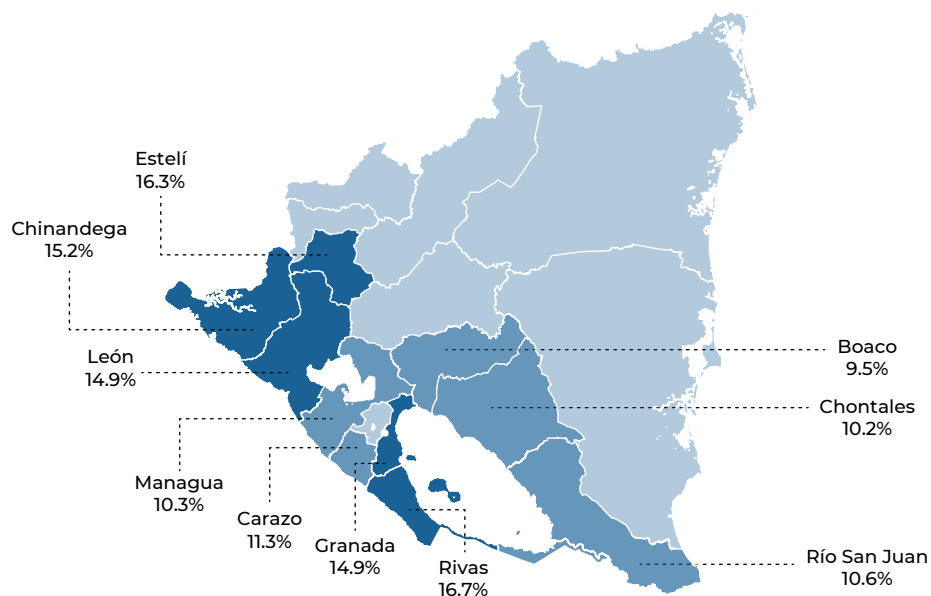 Estelí
16.3%
Chinandega
15.2%
León
14.9%
Managua
10.3%
Carazo
11.3%
Granada
14.9%
Rivas
16.7%
Boaco
9.5%
Chontales
10.2%
Río San Juan
10.6%